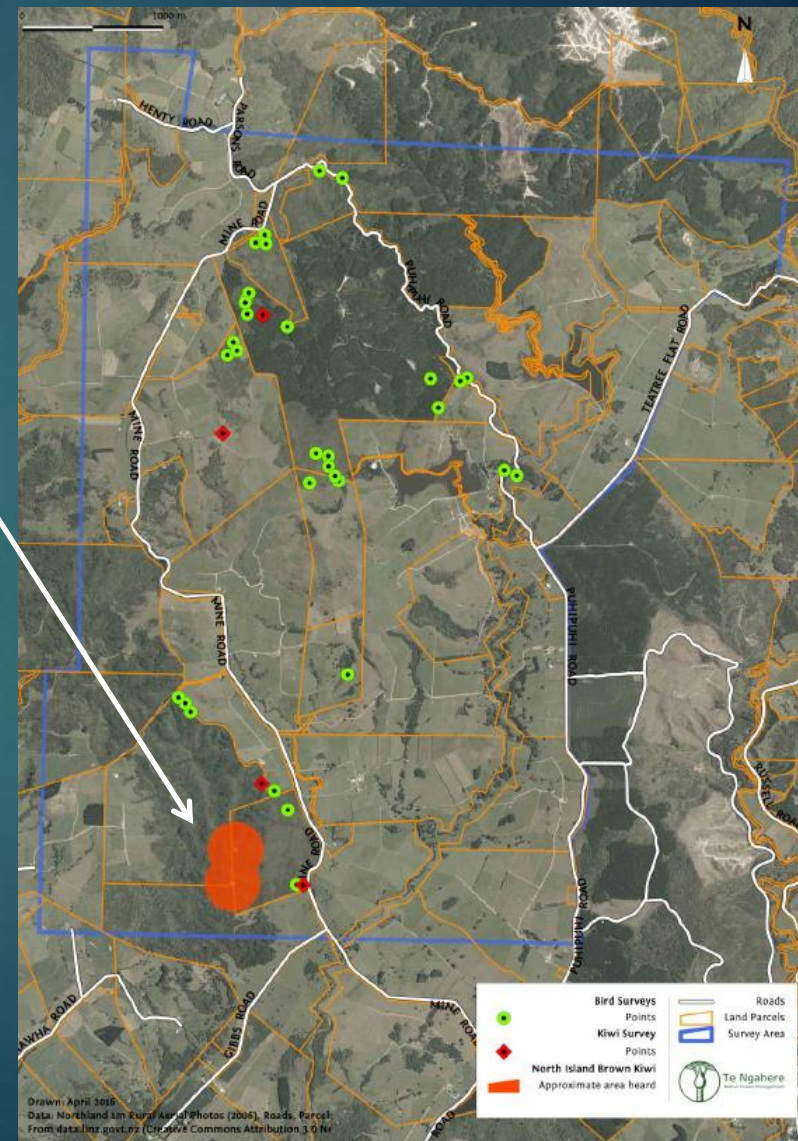 0 1000 m
N
HENTY ROAD
PARSONS ROAD
MINE ROAD
PUHIPUHI ROAD
TEATREE FLAT ROAD
MINE ROAD
MINE ROAD
PUHIPUHI ROAD
RUSSELL ROAD
MINE ROAD
PUHIPUHI ROAD
GIBBS ROAD
MINE ROAD
ROAD
Bird Surveys
Points
Kiwi Survey
Points
North Island Brown Kiwi
Approximate area heard
Roads
Land Parcels
Survey Area
Te Ngahere
Drawn: April 2016
Data: Northland 1m Rural Aerial Photos (2006), Roads, Parcel
From data.linz.govt.nz (Creative Commons Attribution 3.0 Ne